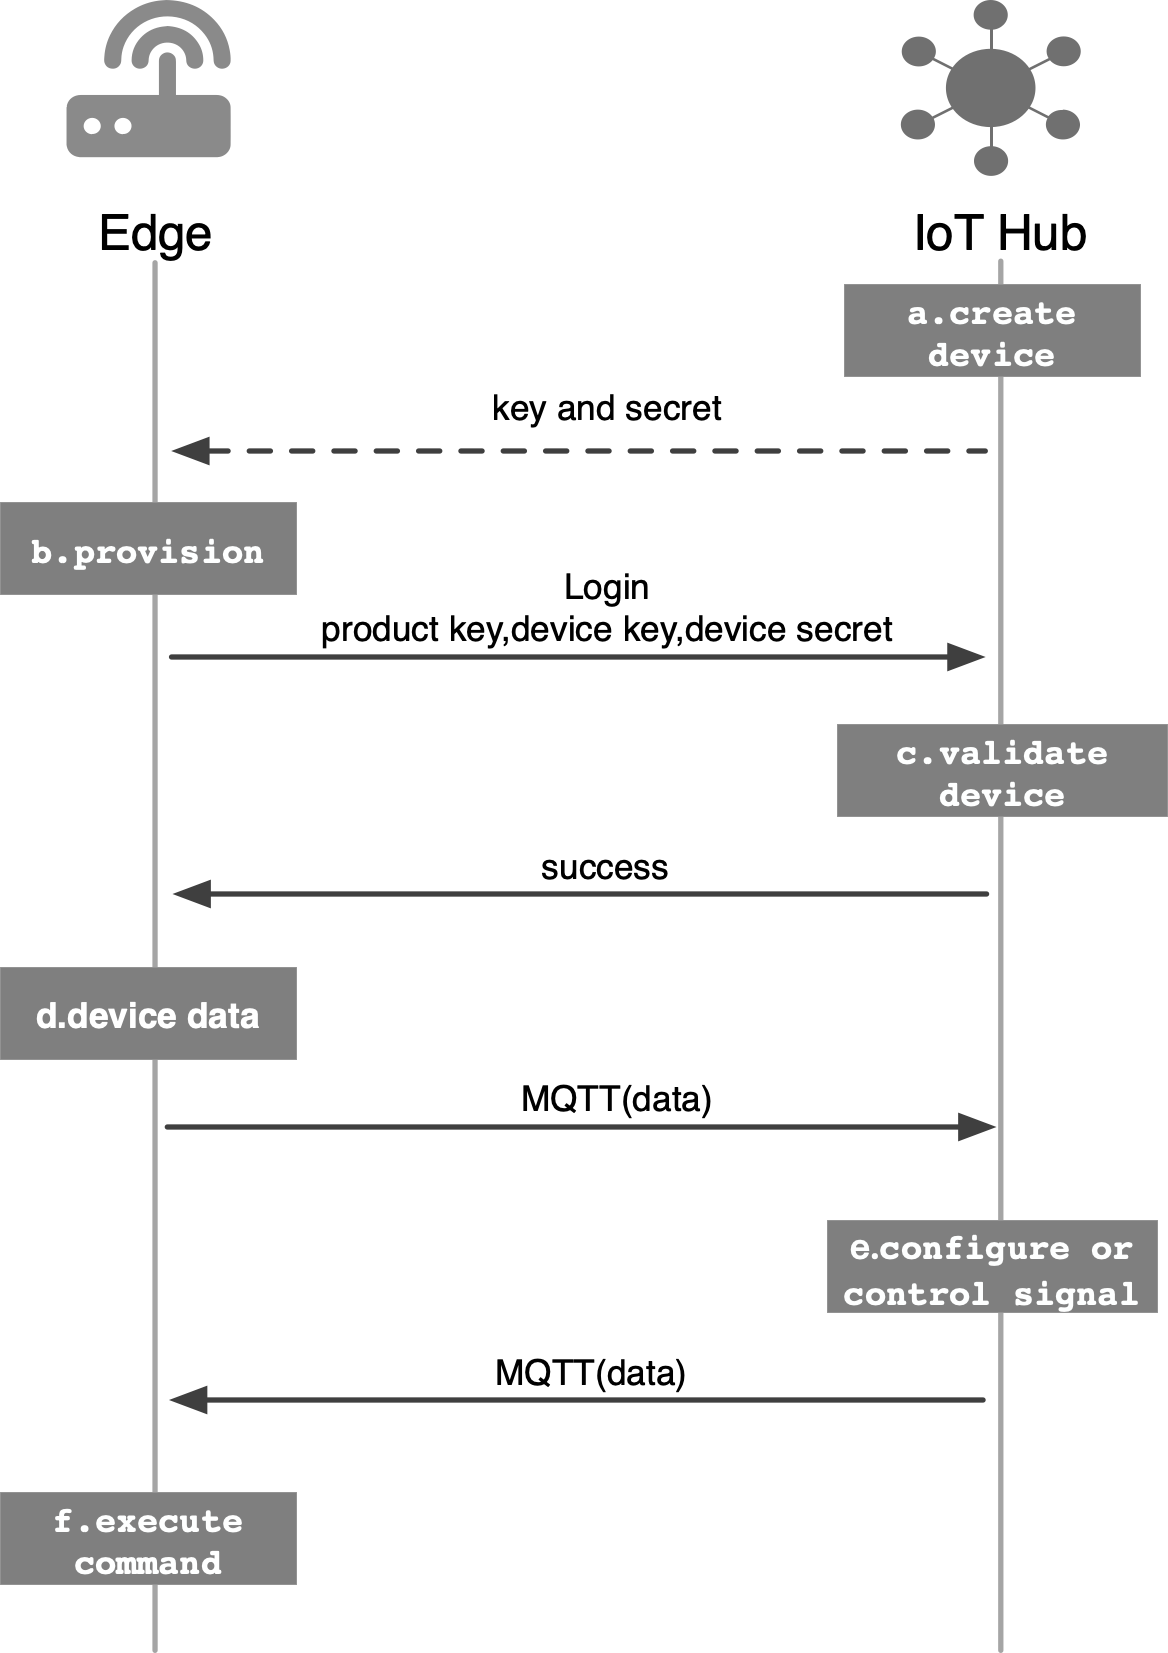 Edge
IoT Hub
a.create
device
key and secret
b.provision
Login
product key,device key,device secret
c.validate
device
success
d.device data
MQTT(data)
e.configure or
control signal
MQTT(data)
f.execute
command